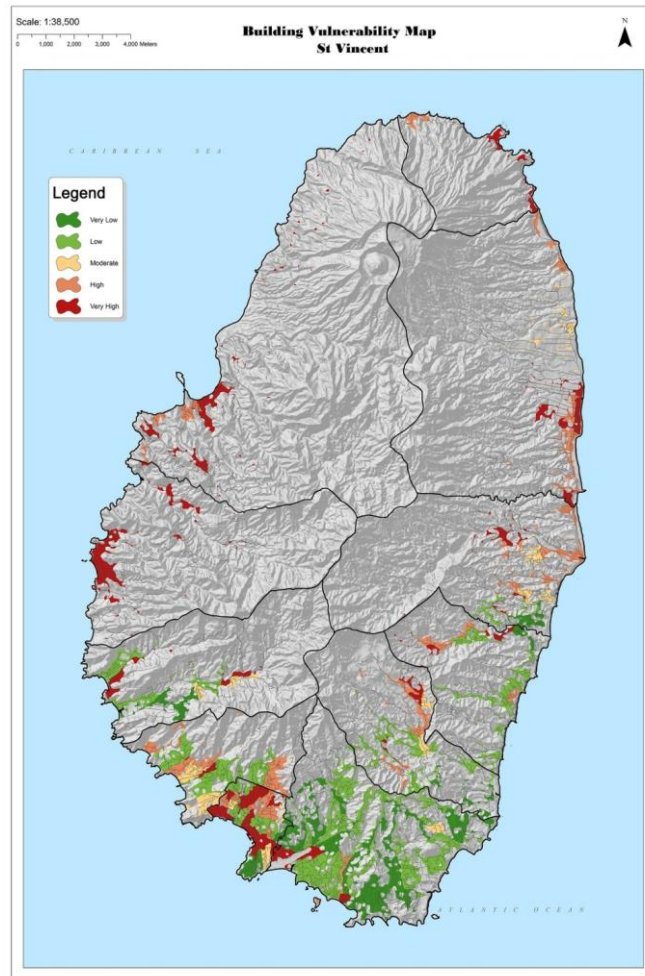 Scale: 1:38,500
0 1,000 2,000 3,000 4,000 Meters
Building Vulnerability Map
St Vincent
N
CARIBBEAN SEA
Legend
Very Low
Low
Moderate
High
Very High
ATLANTIC OCEAN